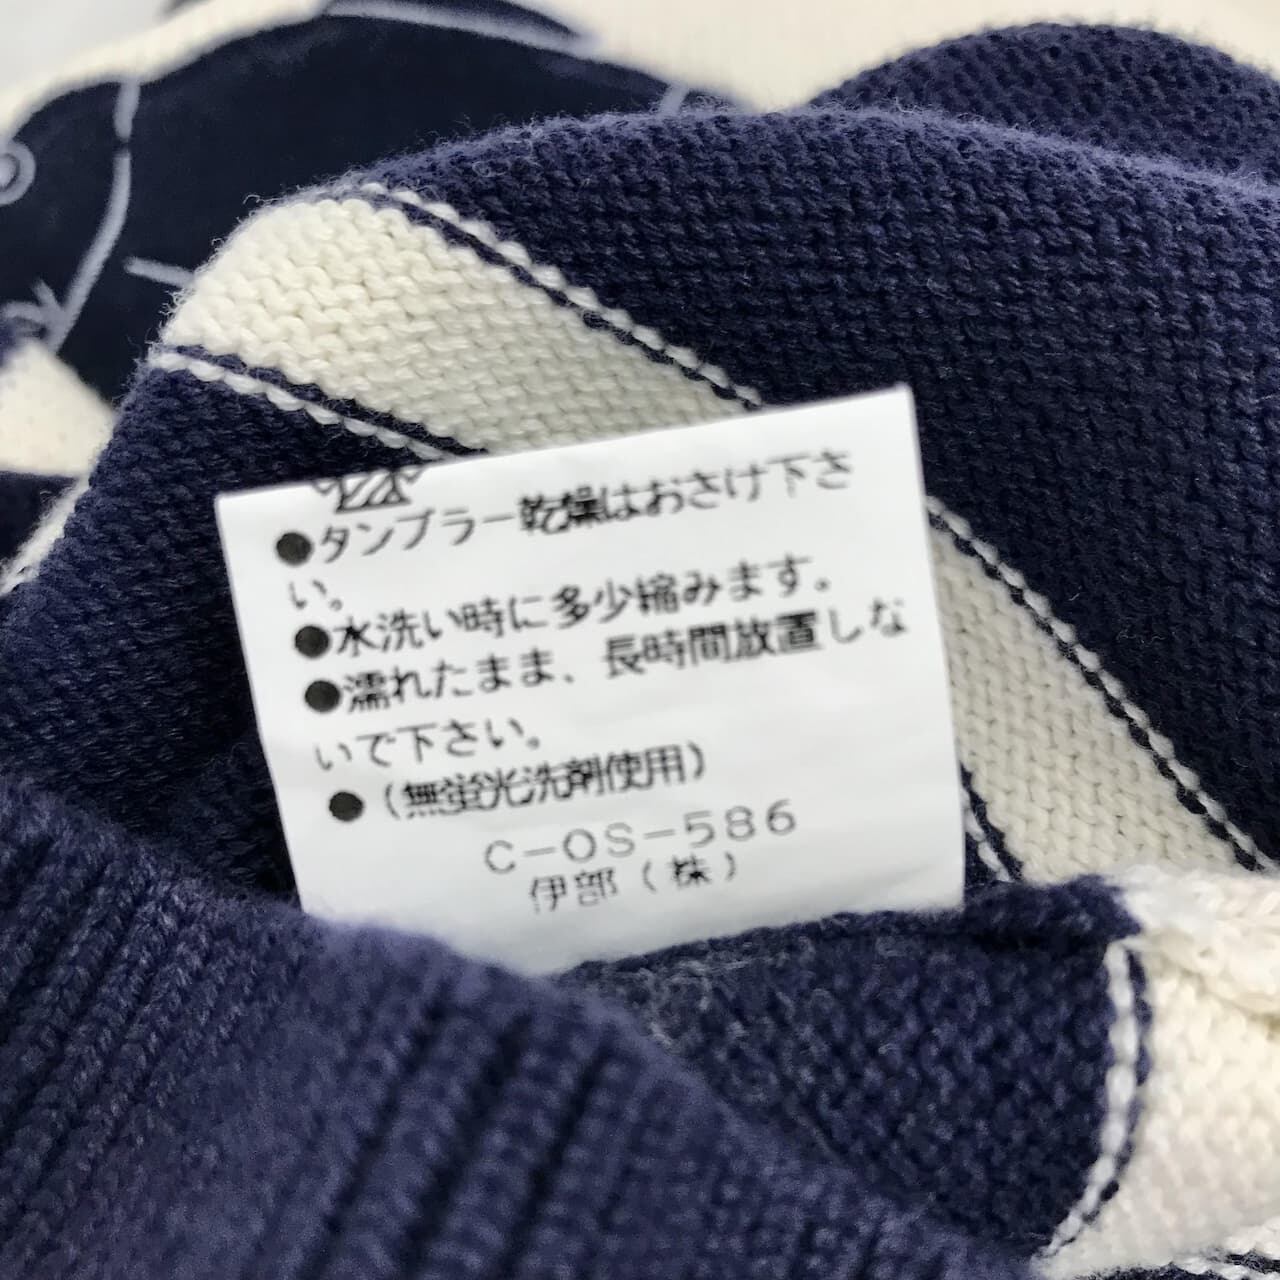 ●タンブラー乾燥はおさけ下さ
い。
●水洗い時に多少縮みます。
●濡れたまま、長時間放置しな
いで下さい。
●(無蛍光洗剤使用)
C-OS-586
伊部(株)